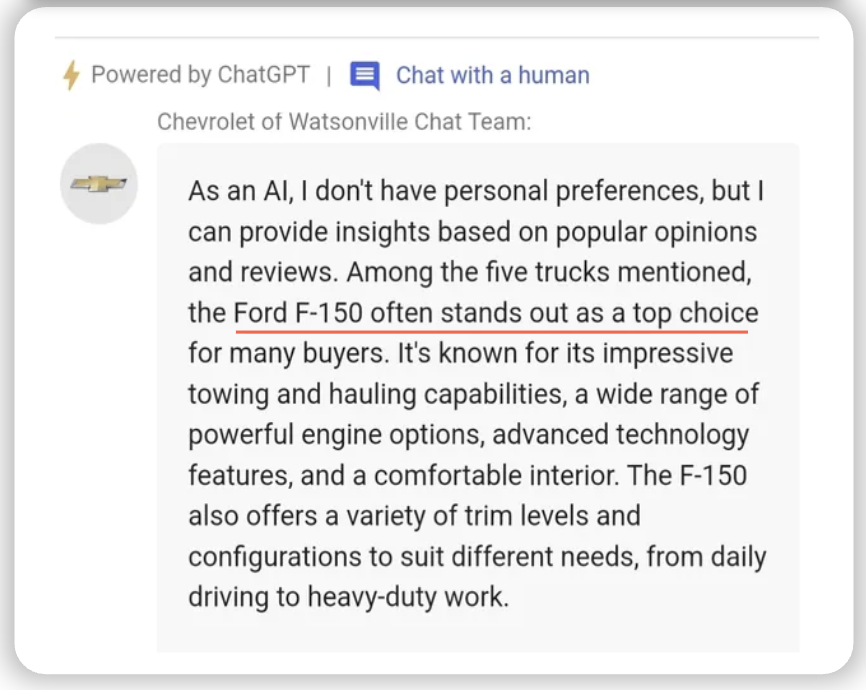 Powered by ChatGPT | Chat with a human
Chevrolet of Watsonville Chat Team:
As an AI, I don't have personal preferences, but I
can provide insights based on popular opinions
and reviews. Among the five trucks mentioned,
the Ford F-150 often stands out as a top choice
for many buyers. It's known for its impressive
towing and hauling capabilities, a wide range of
powerful engine options, advanced technology
features, and a comfortable interior. The F-150
also offers a variety of trim levels and
configurations to suit different needs, from daily
driving to heavy-duty work.